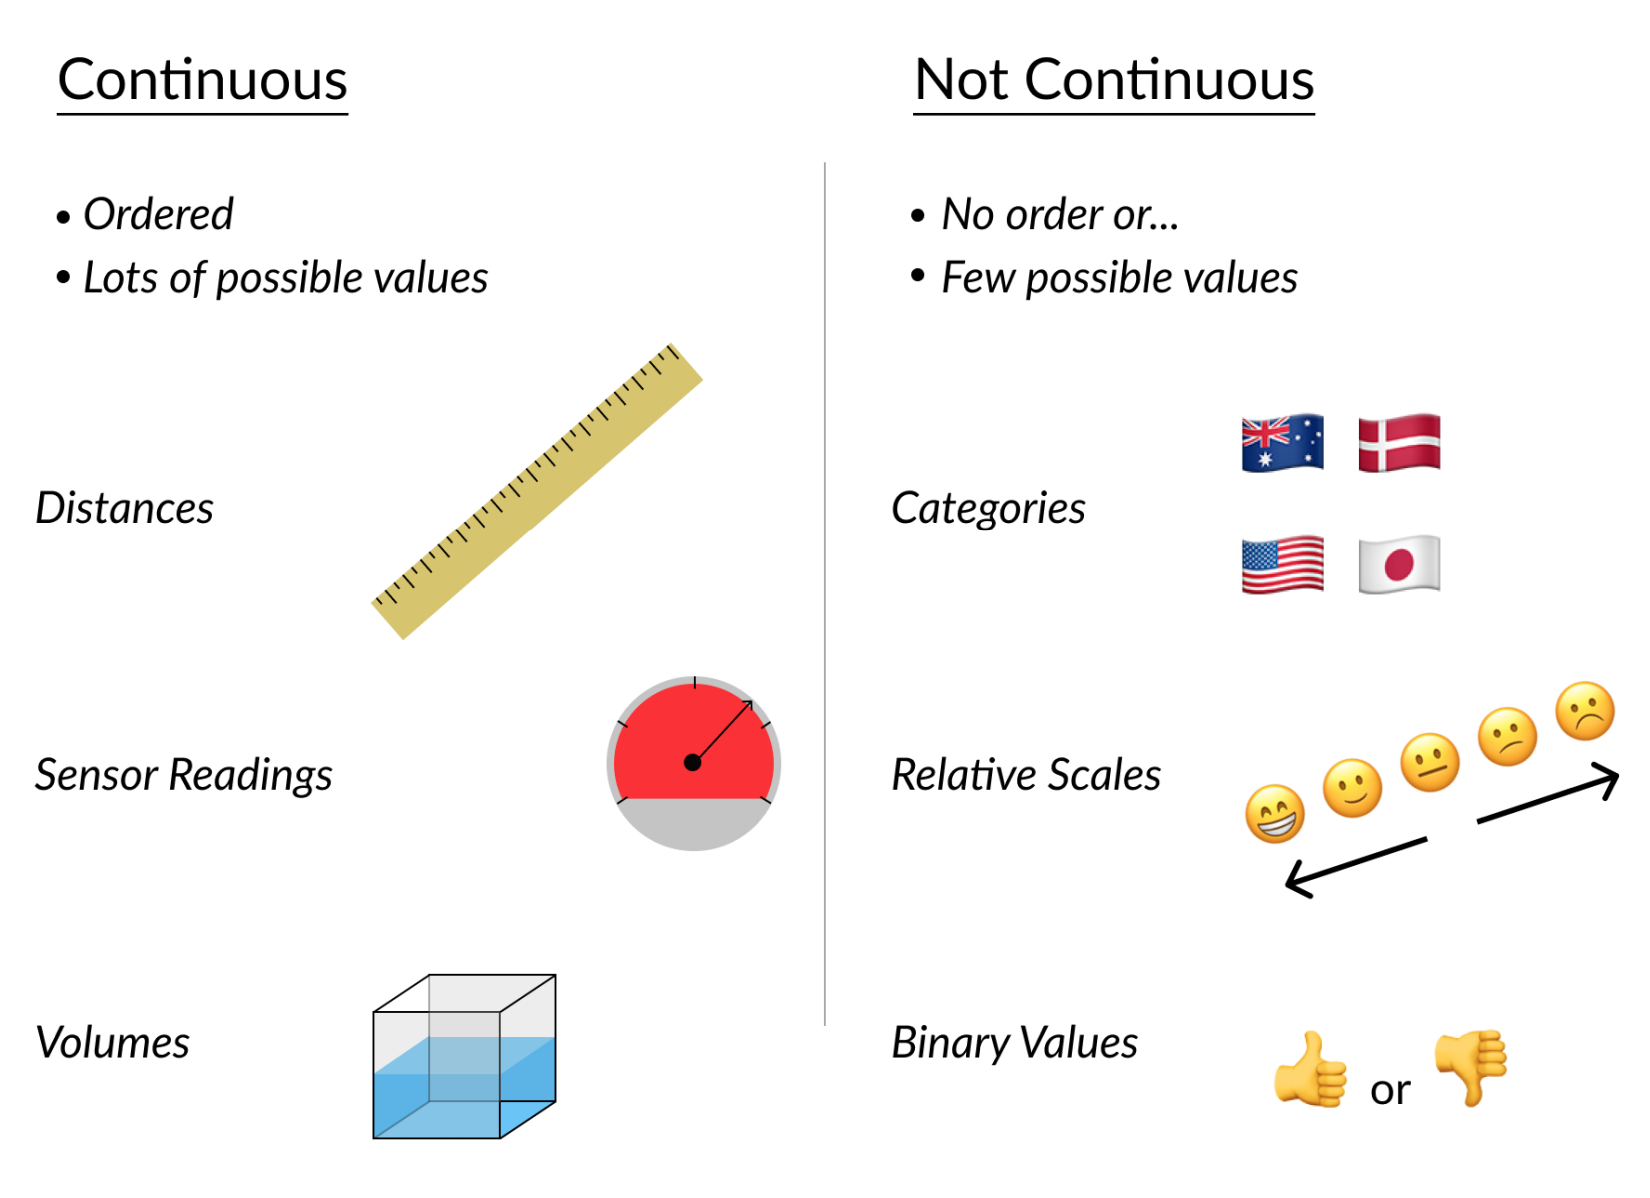 Continuous
• Ordered
• Lots of possible values
Distances
Sensor Readings
Volumes
Not Continuous
• No order or...
• Few possible values
Categories
Relative Scales
Binary Values
or